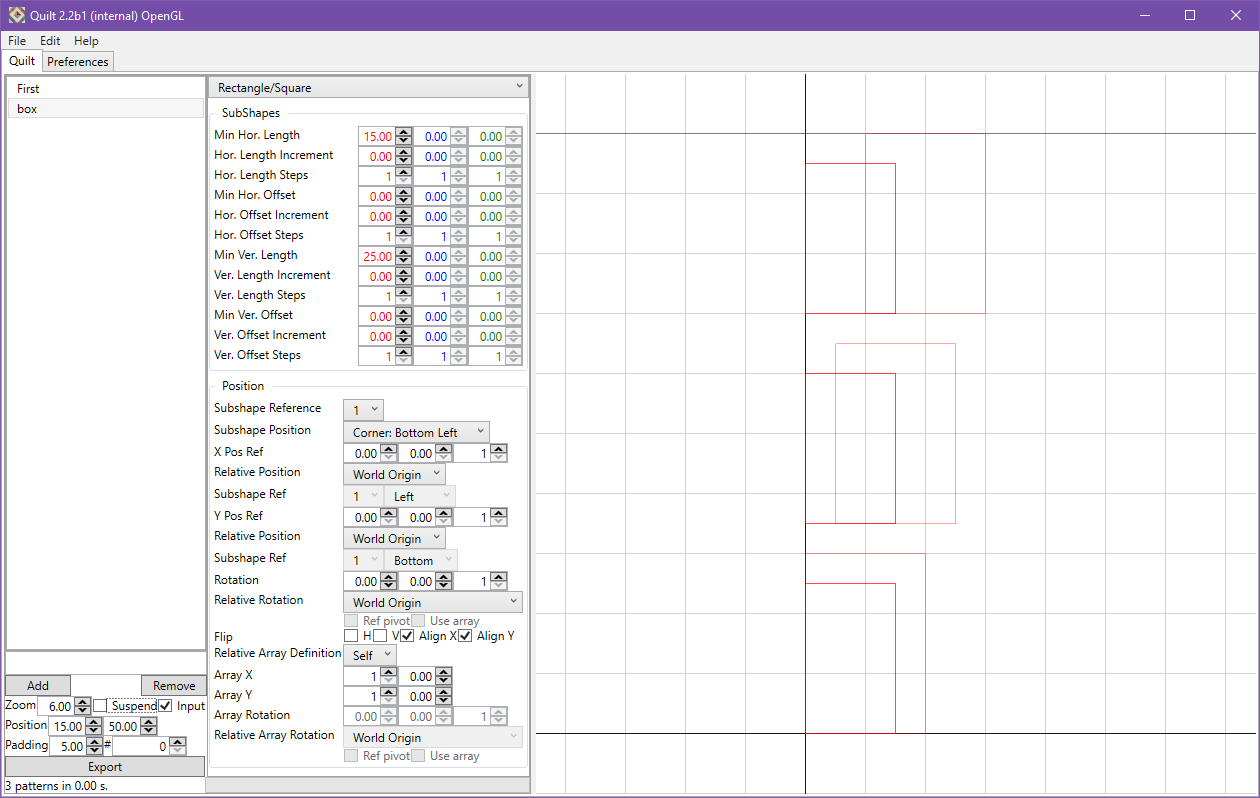 Quilt 2.2b1 (internal) OpenGL
File Edit Help
Quilt Preferences
First
box
Rectangle/Square
SubShapes
Min Hor. Length 15.00 0.00 0.00
Hor. Length Increment 0.00 0.00 0.00
Hor. Length Steps 1 1 1
Min Hor. Offset 0.00 0.00 0.00
Hor. Offset Increment 0.00 0.00 0.00
Hor. Offset Steps 1 1 1
Min Ver. Length 25.00 0.00 0.00
Ver. Length Increment 0.00 0.00 0.00
Ver. Length Steps 1 1 1
Min Ver. Offset 0.00 0.00 0.00
Ver. Offset Increment 0.00 0.00 0.00
Ver. Offset Steps 1 1 1
Position
Subshape Reference 1
Subshape Position Corner: Bottom Left
X Pos Ref 0.00 0.00 1
Relative Position World Origin
Subshape Ref 1 Left
Y Pos Ref 0.00 0.00 1
Relative Position World Origin
Subshape Ref 1 Bottom
Rotation 0.00 0.00 1
Relative Rotation World Origin
Ref pivot Use array
Flip H V Align X Align Y
Relative Array Definition Self
Array X 1 0.00
Array Y 1 0.00
Array Rotation 0.00 0.00 1
Relative Array Rotation World Origin
Ref pivot Use array
Add Remove
Zoom 6.00 Suspend Input
Position 15.00 50.00
Padding 5.00 # 0
Export
3 patterns in 0.00 s.